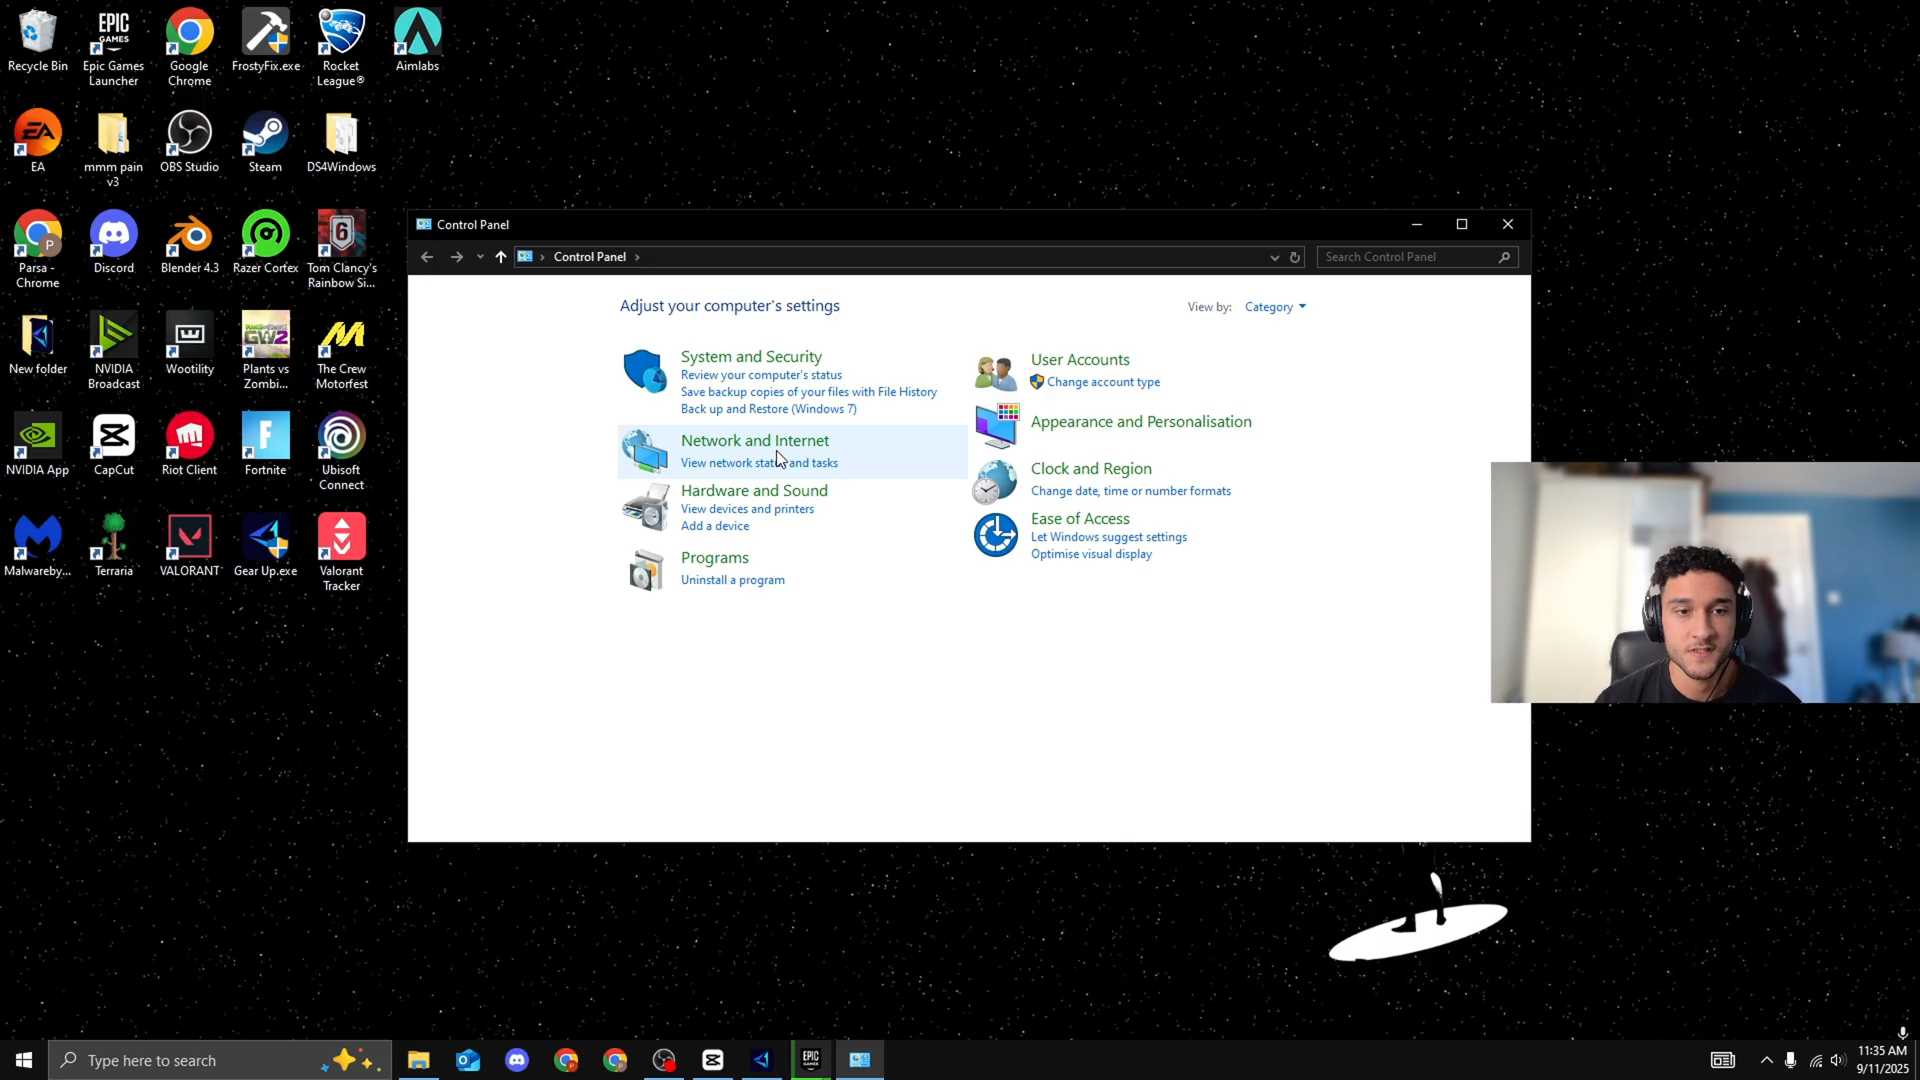 Recycle Bin
EPIC
GAMES
Epic Games
Launcher
Google
Chrome
FrostyFix.exe
Rocket
League®
Aimlabs
EA
EA
mmm pain
v3
OBS Studio
Steam
DS4Windows
P
Parsa -
Chrome
Discord
Blender 4.3
Razer Cortex
6
Tom Clancy's
Rainbow Si...
New folder
NVIDIA
Broadcast
Wootility
GW2
Plants vs
Zombi...
The Crew
Motorfest
NVIDIA App
CapCut
Riot Client
F
Fortnite
Ubisoft
Connect
Malwareby...
Terraria
VALORANT
Gear Up.exe
Valorant
Tracker
Control Panel
Control Panel
Search Control Panel
Adjust your computer's settings
View by: Category
System and Security
Review your computer's status
Save backup copies of your files with File History
Back up and Restore (Windows 7)
Network and Internet
View network status and tasks
Hardware and Sound
View devices and printers
Add a device
Programs
Uninstall a program
User Accounts
Change account type
Appearance and Personalisation
Clock and Region
Change date, time or number formats
Ease of Access
Let Windows suggest settings
Optimise visual display
Type here to search
EPIC
GAMES
11:35 AM
9/11/2025